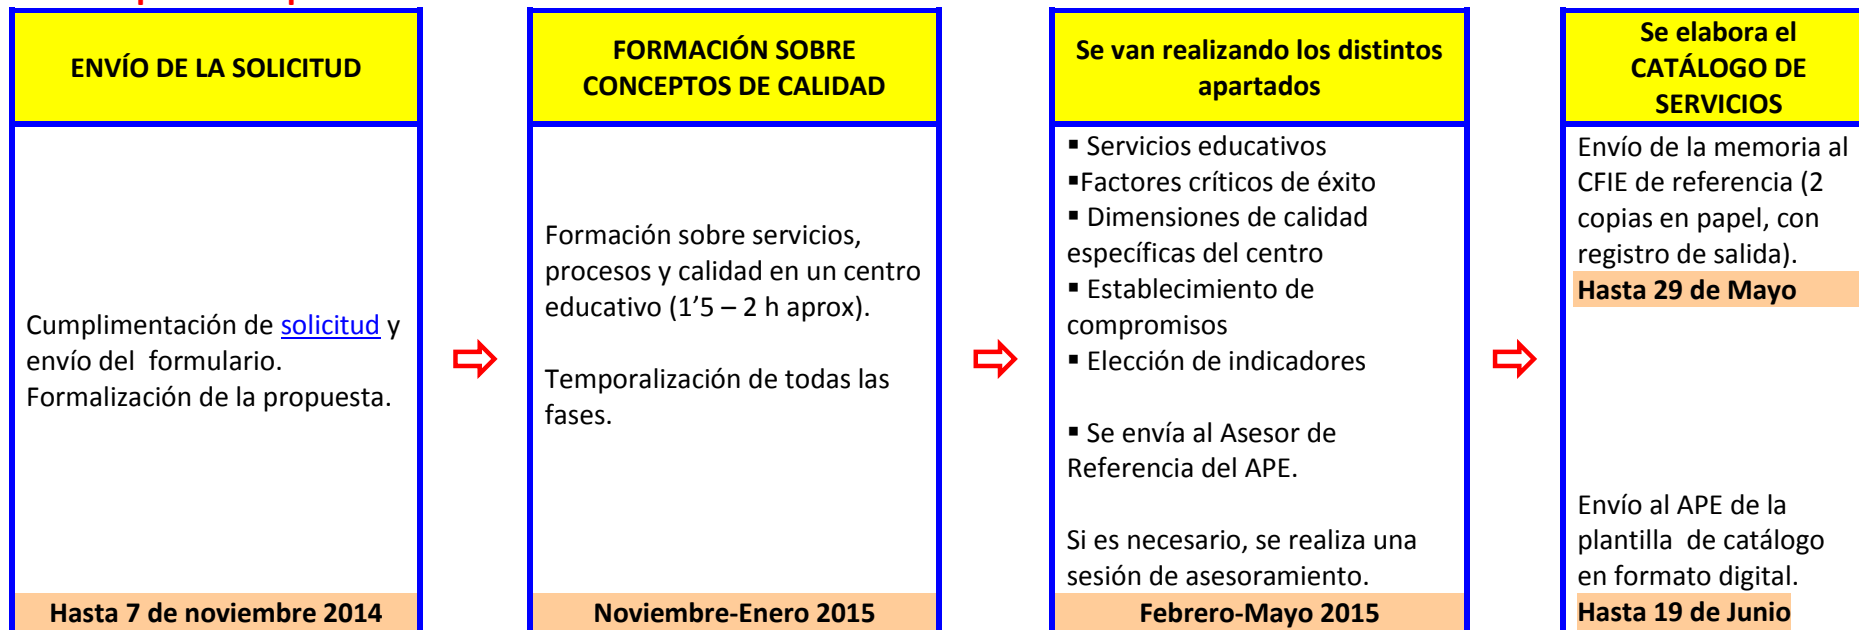 ENVÍO DE LA SOLICITUD
Cumplimentación de solicitud y
envío del  formulario.
Formalización de la propuesta.
Hasta 7 de noviembre 2014
FORMACIÓN SOBRE
CONCEPTOS DE CALIDAD
Formación sobre servicios,
procesos y calidad en un centro
educativo (1’5 – 2 h aprox).
Temporalización de todas las
fases.
Noviembre-Enero 2015
Se van realizando los distintos
apartados
▪ Servicios educativos
▪Factores críticos de éxito
▪ Dimensiones de calidad
específicas del centro
▪ Establecimiento de
compromisos
▪ Elección de indicadores
▪ Se envía al Asesor de
Referencia del APE.
Si es necesario, se realiza una
sesión de asesoramiento.
Febrero-Mayo 2015
Se elabora el
CATÁLOGO DE
SERVICIOS
Envío de la memoria al
CFIE de referencia (2
copias en papel, con
registro de salida).
Hasta 29 de Mayo
Envío al APE de la
plantilla  de catálogo
en formato digital.
Hasta 19 de Junio